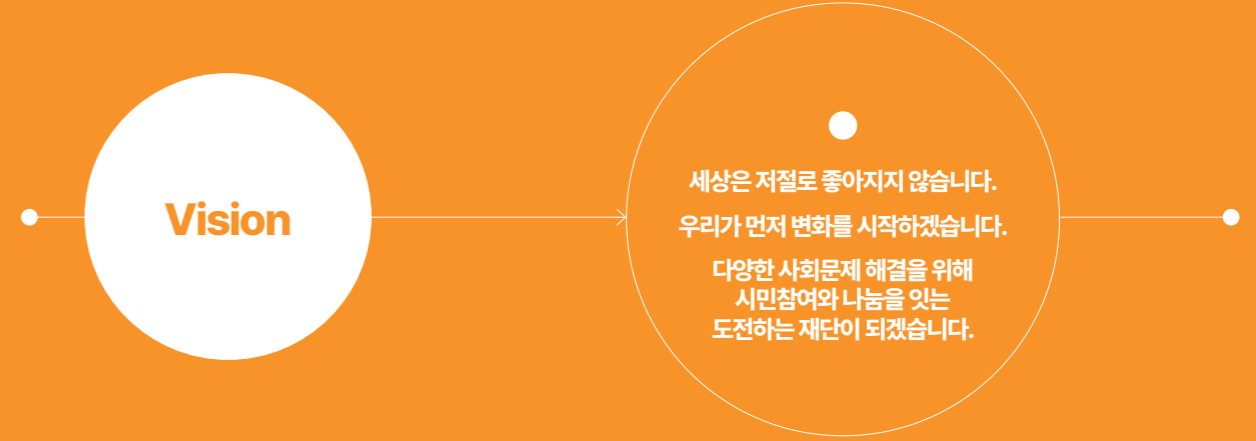 Vision
세상은 저절로 좋아지지 않습니다.
우리가 먼저 변화를 시작하겠습니다.
다양한 사회문제 해결을 위해
시민참여와 나눔을 잇는
도전하는 재단이 되겠습니다.